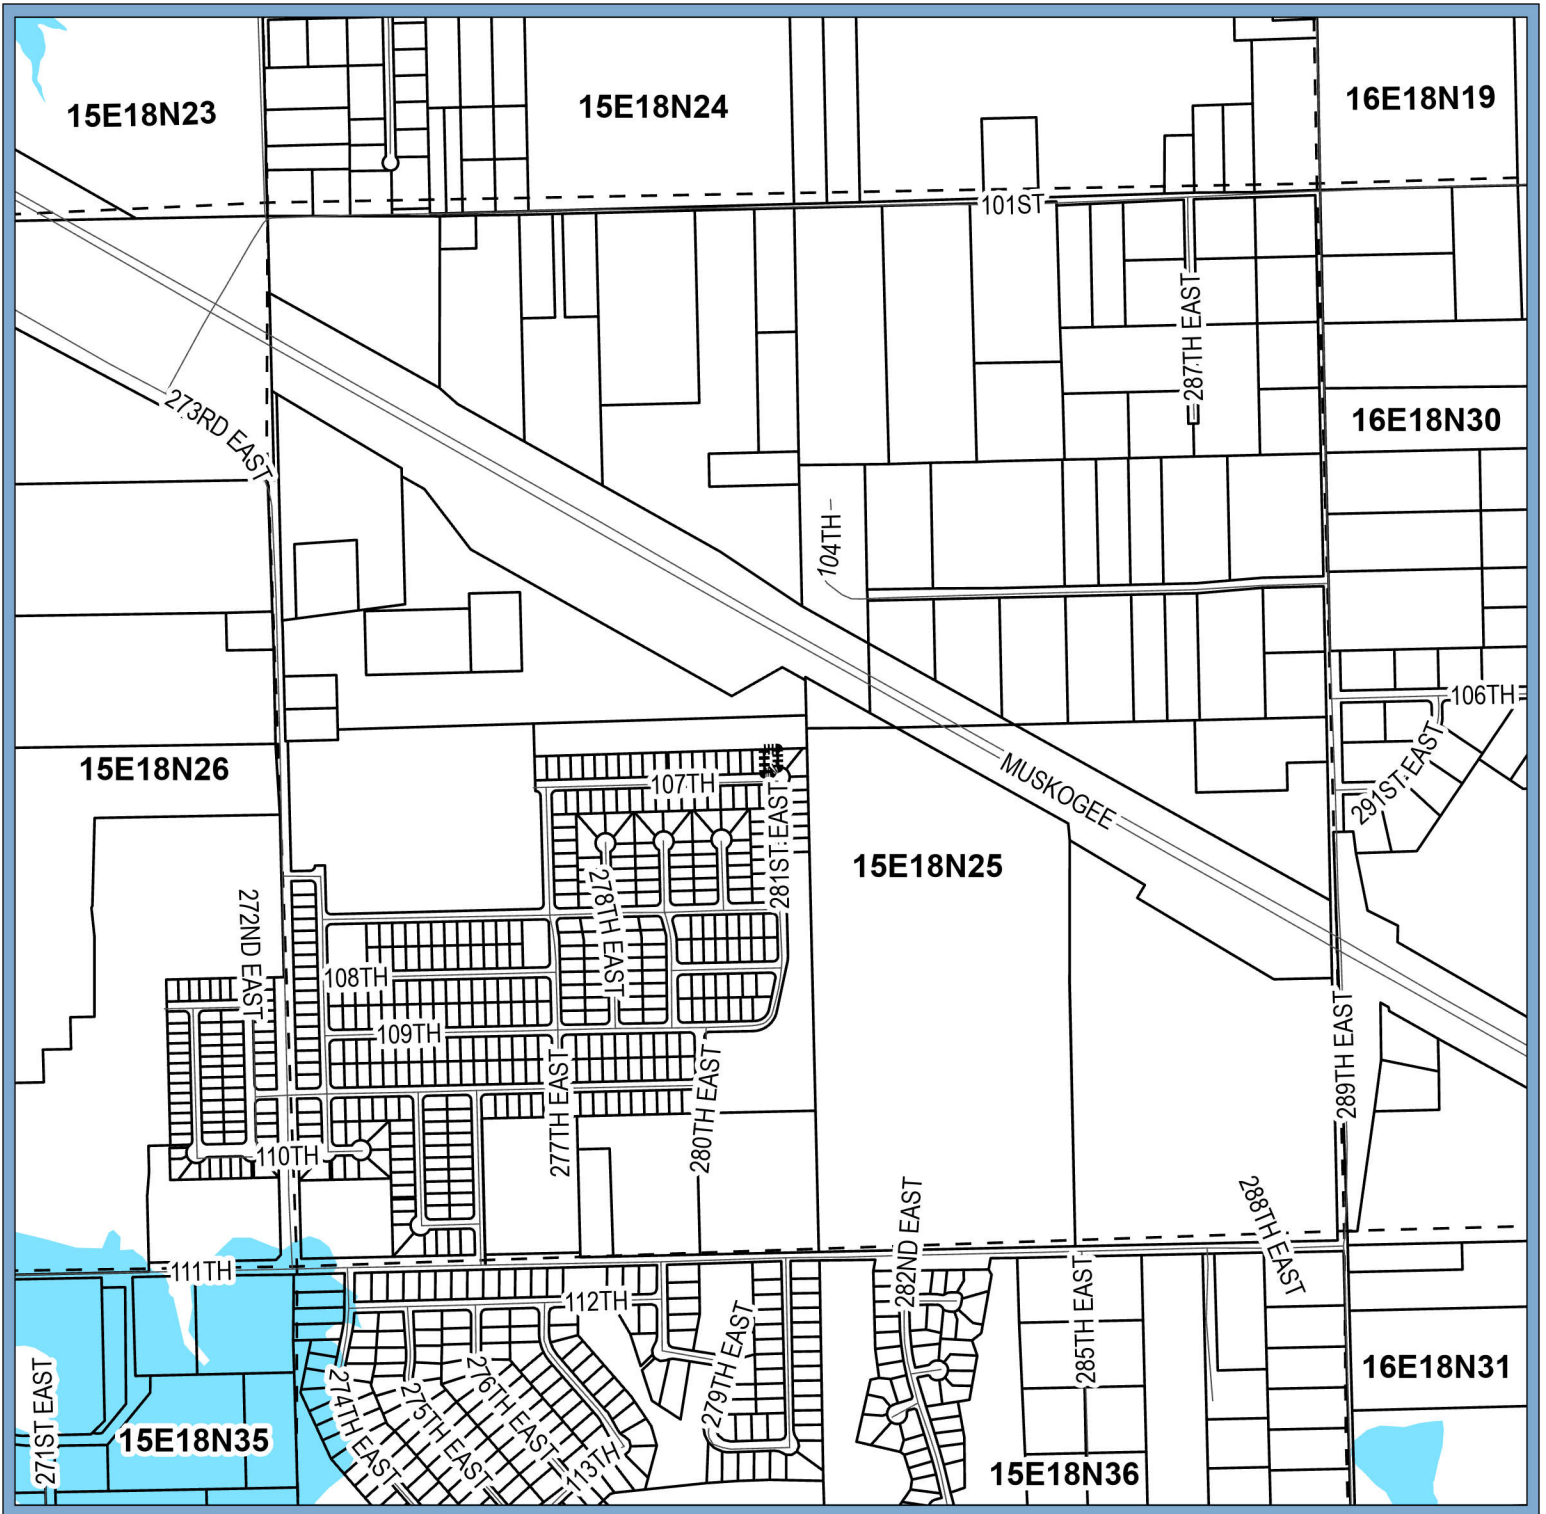 15E18N23
15E18N24
16E18N19
101ST
287TH EAST
273RD EAST
16E18N30
104TH
106TH
15E18N26
107TH
MUSKOGEE
291ST EAST
281ST EAST
15E18N25
278TH EAST
272ND EAST
108TH
109TH
277TH EAST
280TH EAST
289TH EAST
110TH
282ND EAST
288TH EAST
111TH
112TH
285TH EAST
279TH EAST
16E18N31
271ST EAST
274TH EAST
275TH EAST
276TH EAST
113TH
15E18N35
15E18N36